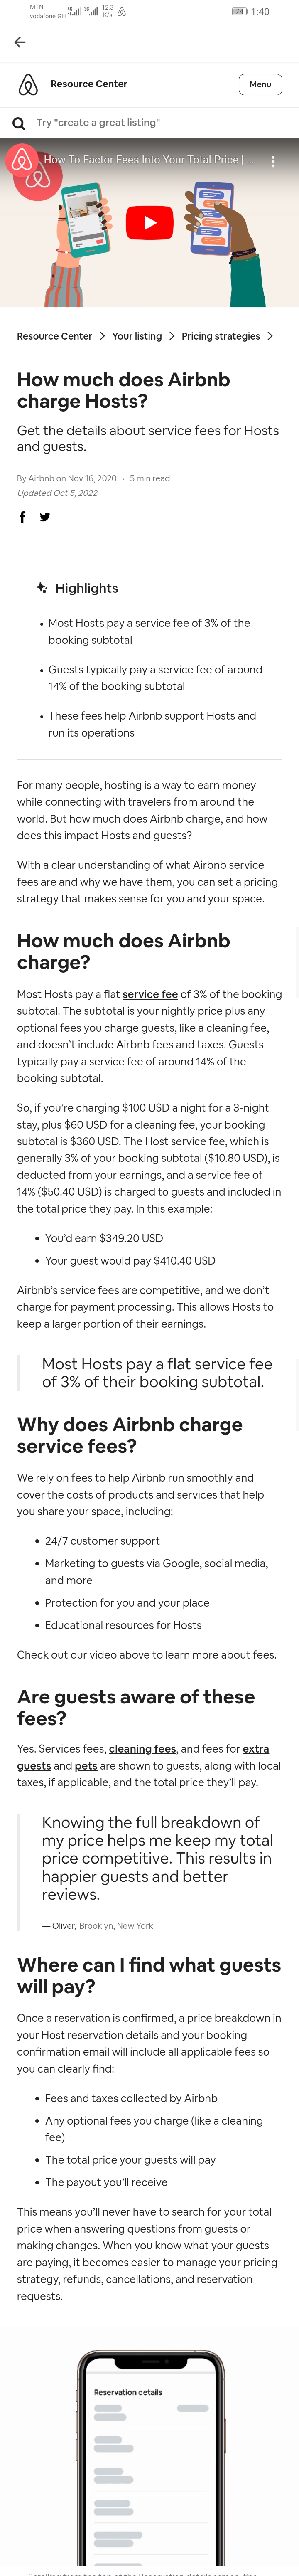 MTN
vodafone GH
4G
3G
12.3
K/s
74
1:40
Resource Center
Menu
Try "create a great listing"
How To Factor Fees Into Your Total Price | ...
Resource Center > Your listing > Pricing strategies >
How much does Airbnb
charge Hosts?
Get the details about service fees for Hosts
and guests.
By Airbnb on Nov 16, 2020 · 5 min read
Updated Oct 5, 2022
Highlights
• Most Hosts pay a service fee of 3% of the
booking subtotal
• Guests typically pay a service fee of around
14% of the booking subtotal
• These fees help Airbnb support Hosts and
run its operations
For many people, hosting is a way to earn money
while connecting with travelers from around the
world. But how much does Airbnb charge, and how
does this impact Hosts and guests?
With a clear understanding of what Airbnb service
fees are and why we have them, you can set a pricing
strategy that makes sense for you and your space.
How much does Airbnb
charge?
Most Hosts pay a flat service fee of 3% of the booking
subtotal. The subtotal is your nightly price plus any
optional fees you charge guests, like a cleaning fee,
and doesn't include Airbnb fees and taxes. Guests
typically pay a service fee of around 14% of the
booking subtotal.
So, if you're charging $100 USD a night for a 3-night
stay, plus $60 USD for a cleaning fee, your booking
subtotal is $360 USD. The Host service fee, which is
generally 3% of your booking subtotal ($10.80 USD), is
deducted from your earnings, and a service fee of
14% ($50.40 USD) is charged to guests and included in
the total price they pay. In this example:
• You'd earn $349.20 USD
• Your guest would pay $410.40 USD
Airbnb's service fees are competitive, and we don't
charge for payment processing. This allows Hosts to
keep a larger portion of their earnings.
Most Hosts pay a flat service fee
of 3% of their booking subtotal.
Why does Airbnb charge
service fees?
We rely on fees to help Airbnb run smoothly and
cover the costs of products and services that help
you share your space, including:
• 24/7 customer support
• Marketing to guests via Google, social media,
and more
• Protection for you and your place
• Educational resources for Hosts
Check out our video above to learn more about fees.
Are guests aware of these
fees?
Yes. Services fees, cleaning fees, and fees for extra
guests and pets are shown to guests, along with local
taxes, if applicable, and the total price they'll pay.
Knowing the full breakdown of
my price helps me keep my total
price competitive. This results in
happier guests and better
reviews.
— Oliver, Brooklyn, New York
Where can I find what guests
will pay?
Once a reservation is confirmed, a price breakdown in
your Host reservation details and your booking
confirmation email will include all applicable fees so
you can clearly find:
• Fees and taxes collected by Airbnb
• Any optional fees you charge (like a cleaning
fee)
• The total price your guests will pay
• The payout you'll receive
This means you'll never have to search for your total
price when answering questions from guests or
making changes. When you know what your guests
are paying, it becomes easier to manage your pricing
strategy, refunds, cancellations, and reservation
requests.
Reservation details